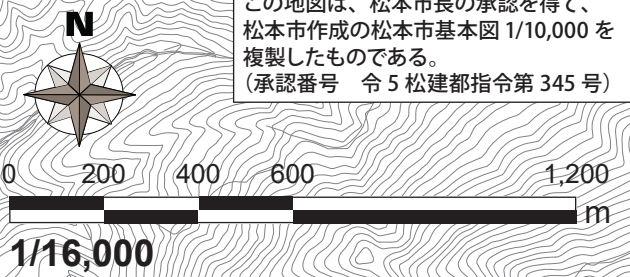 この地図は、松本市長の承認を得て、
松本市作成の松本市基本図 1/10,000 を
複製したものである。
(承認番号　令 5 松建都指令第 345 号)
N
0 200 400 600 1,200
m
1/16,000